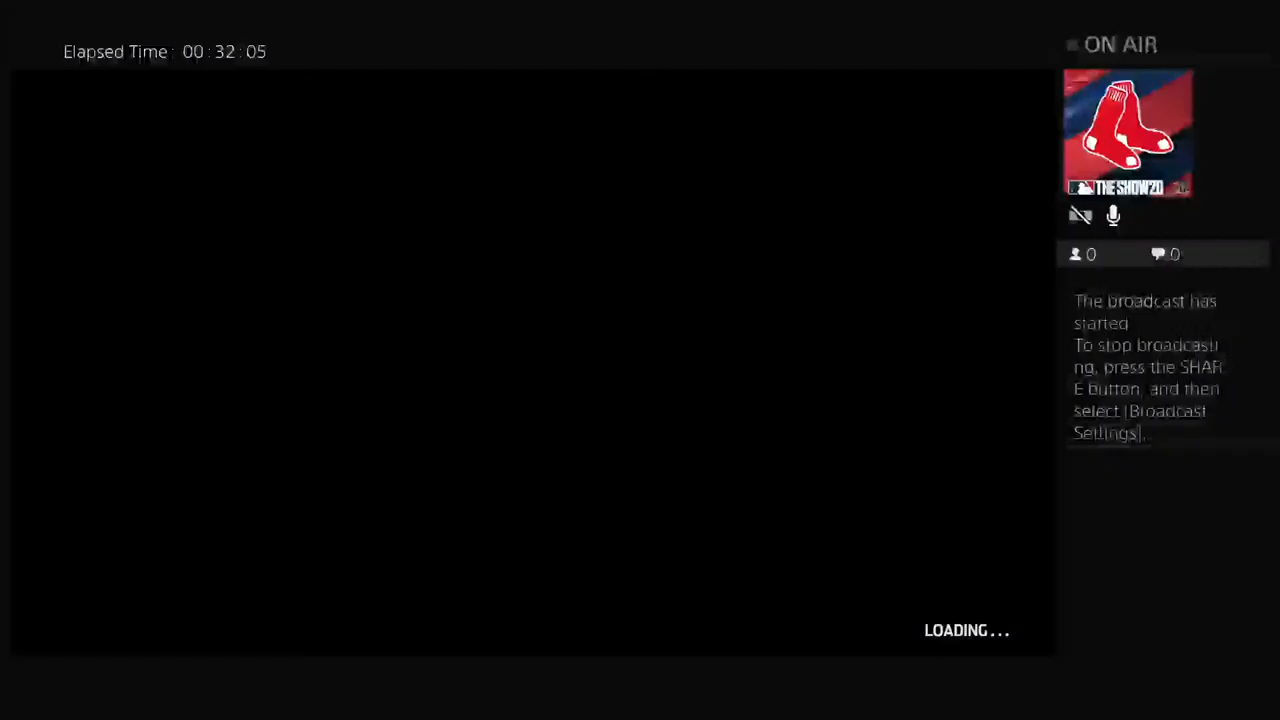 Elapsed Time: 00:32:05
ON AIR
THE SHOW 20
0
0
The broadcast has
started
To stop broadcasti
ng, press the SHAR
E button, and then
select [Broadcast
Settings].
LOADING...